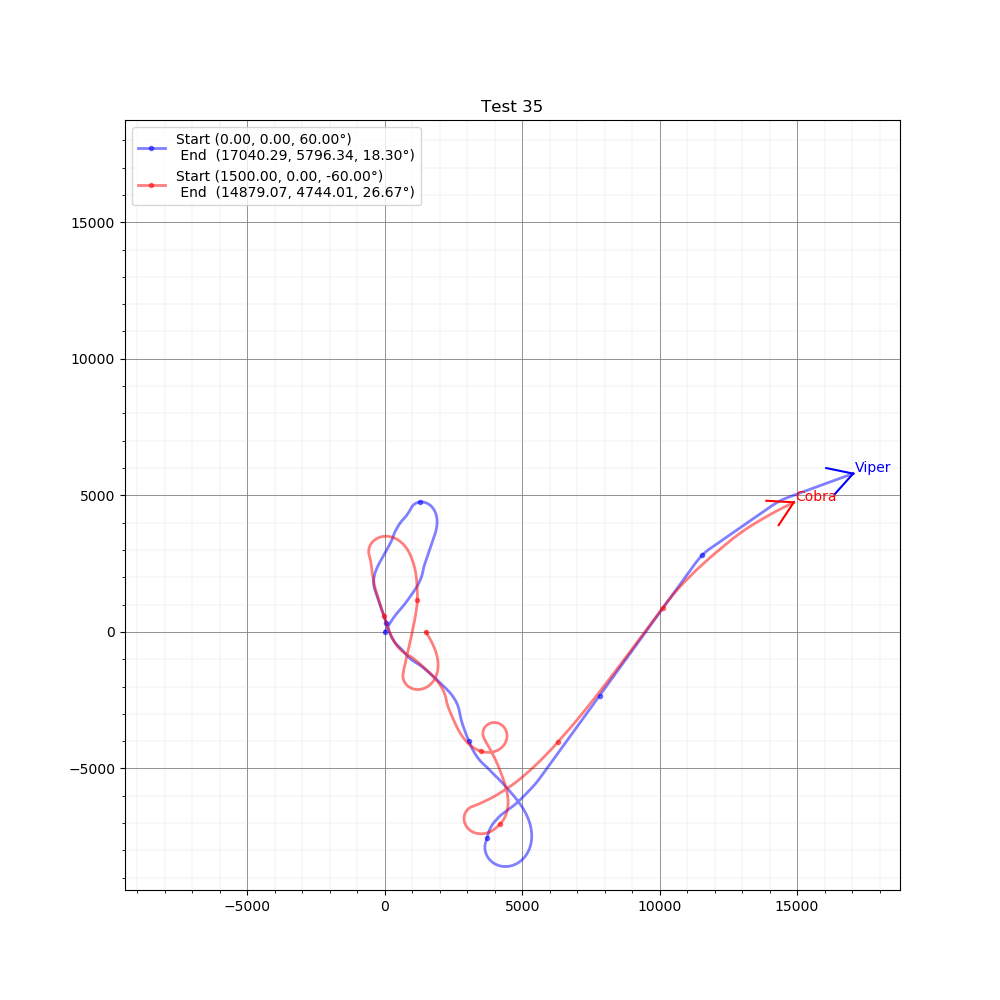 Test 35
Start (0.00, 0.00, 60.00°)
End  (17040.29, 5796.34, 18.30°)
Start (1500.00, 0.00, -60.00°)
End  (14879.07, 4744.01, 26.67°)
15000
10000
5000
0
−5000
−5000
0
5000
10000
15000
Viper
Cobra